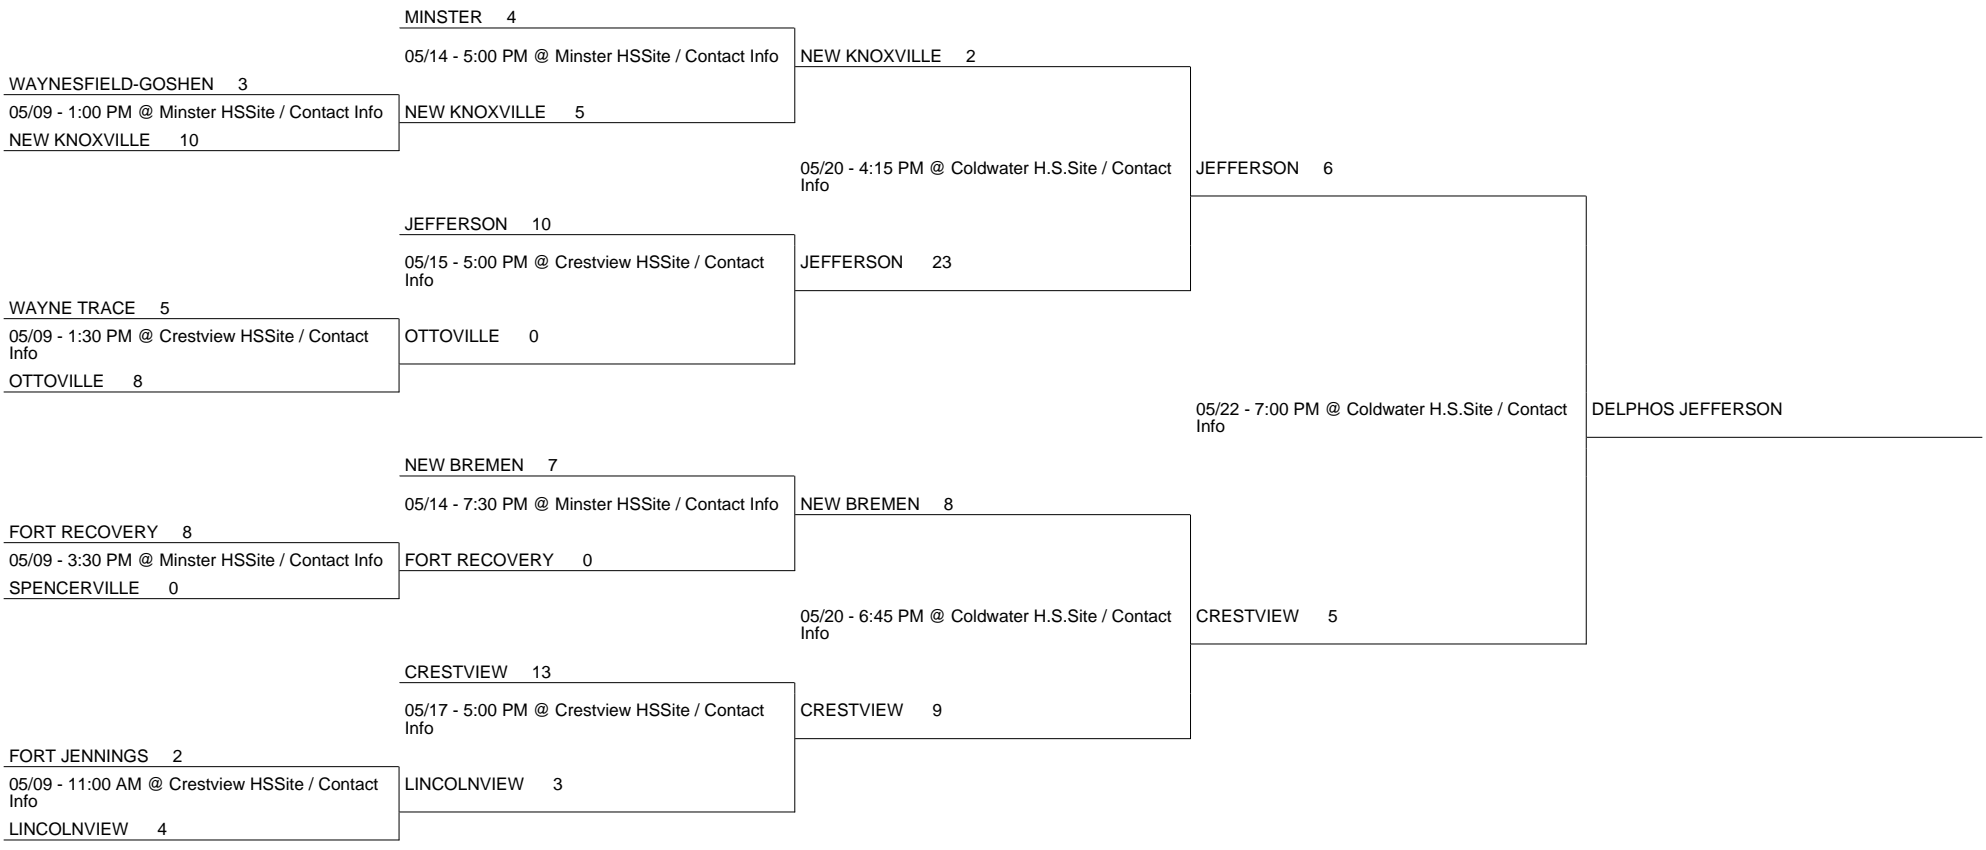 MINSTER 4
05/14 - 5:00 PM @ Minster HSSite / Contact Info
NEW KNOXVILLE 2
WAYNESFIELD-GOSHEN 3
05/09 - 1:00 PM @ Minster HSSite / Contact Info
NEW KNOXVILLE 5
NEW KNOXVILLE 10
05/20 - 4:15 PM @ Coldwater H.S.Site / Contact
Info
JEFFERSON 6
JEFFERSON 10
05/15 - 5:00 PM @ Crestview HSSite / Contact
Info
JEFFERSON 23
WAYNE TRACE 5
05/09 - 1:30 PM @ Crestview HSSite / Contact
Info
OTTOVILLE 0
OTTOVILLE 8
05/22 - 7:00 PM @ Coldwater H.S.Site / Contact
Info
DELPHOS JEFFERSON
NEW BREMEN 7
05/14 - 7:30 PM @ Minster HSSite / Contact Info
NEW BREMEN 8
FORT RECOVERY 8
05/09 - 3:30 PM @ Minster HSSite / Contact Info
FORT RECOVERY 0
SPENCERVILLE 0
05/20 - 6:45 PM @ Coldwater H.S.Site / Contact
Info
CRESTVIEW 5
CRESTVIEW 13
05/17 - 5:00 PM @ Crestview HSSite / Contact
Info
CRESTVIEW 9
FORT JENNINGS 2
05/09 - 11:00 AM @ Crestview HSSite / Contact
Info
LINCOLNVIEW 3
LINCOLNVIEW 4